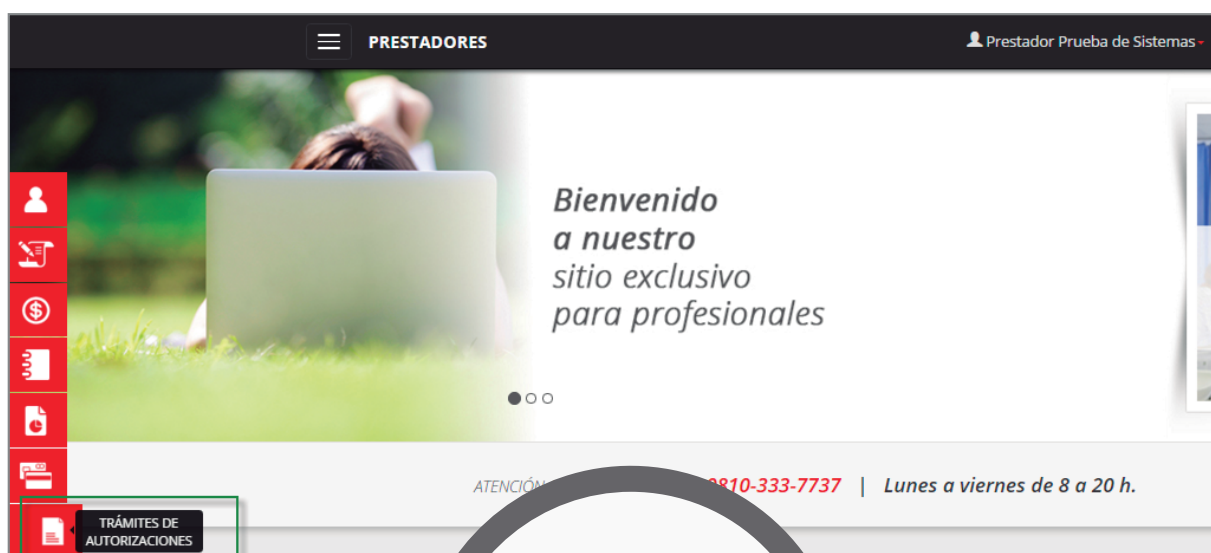 PRESTADORES
Prestador Prueba de Sistemas
Bienvenido
a nuestro
sitio exclusivo
para profesionales
ATENCIÓN 0810-333-7737 | Lunes a viernes de 8 a 20 h.
TRÁMITES DE
AUTORIZACIONES